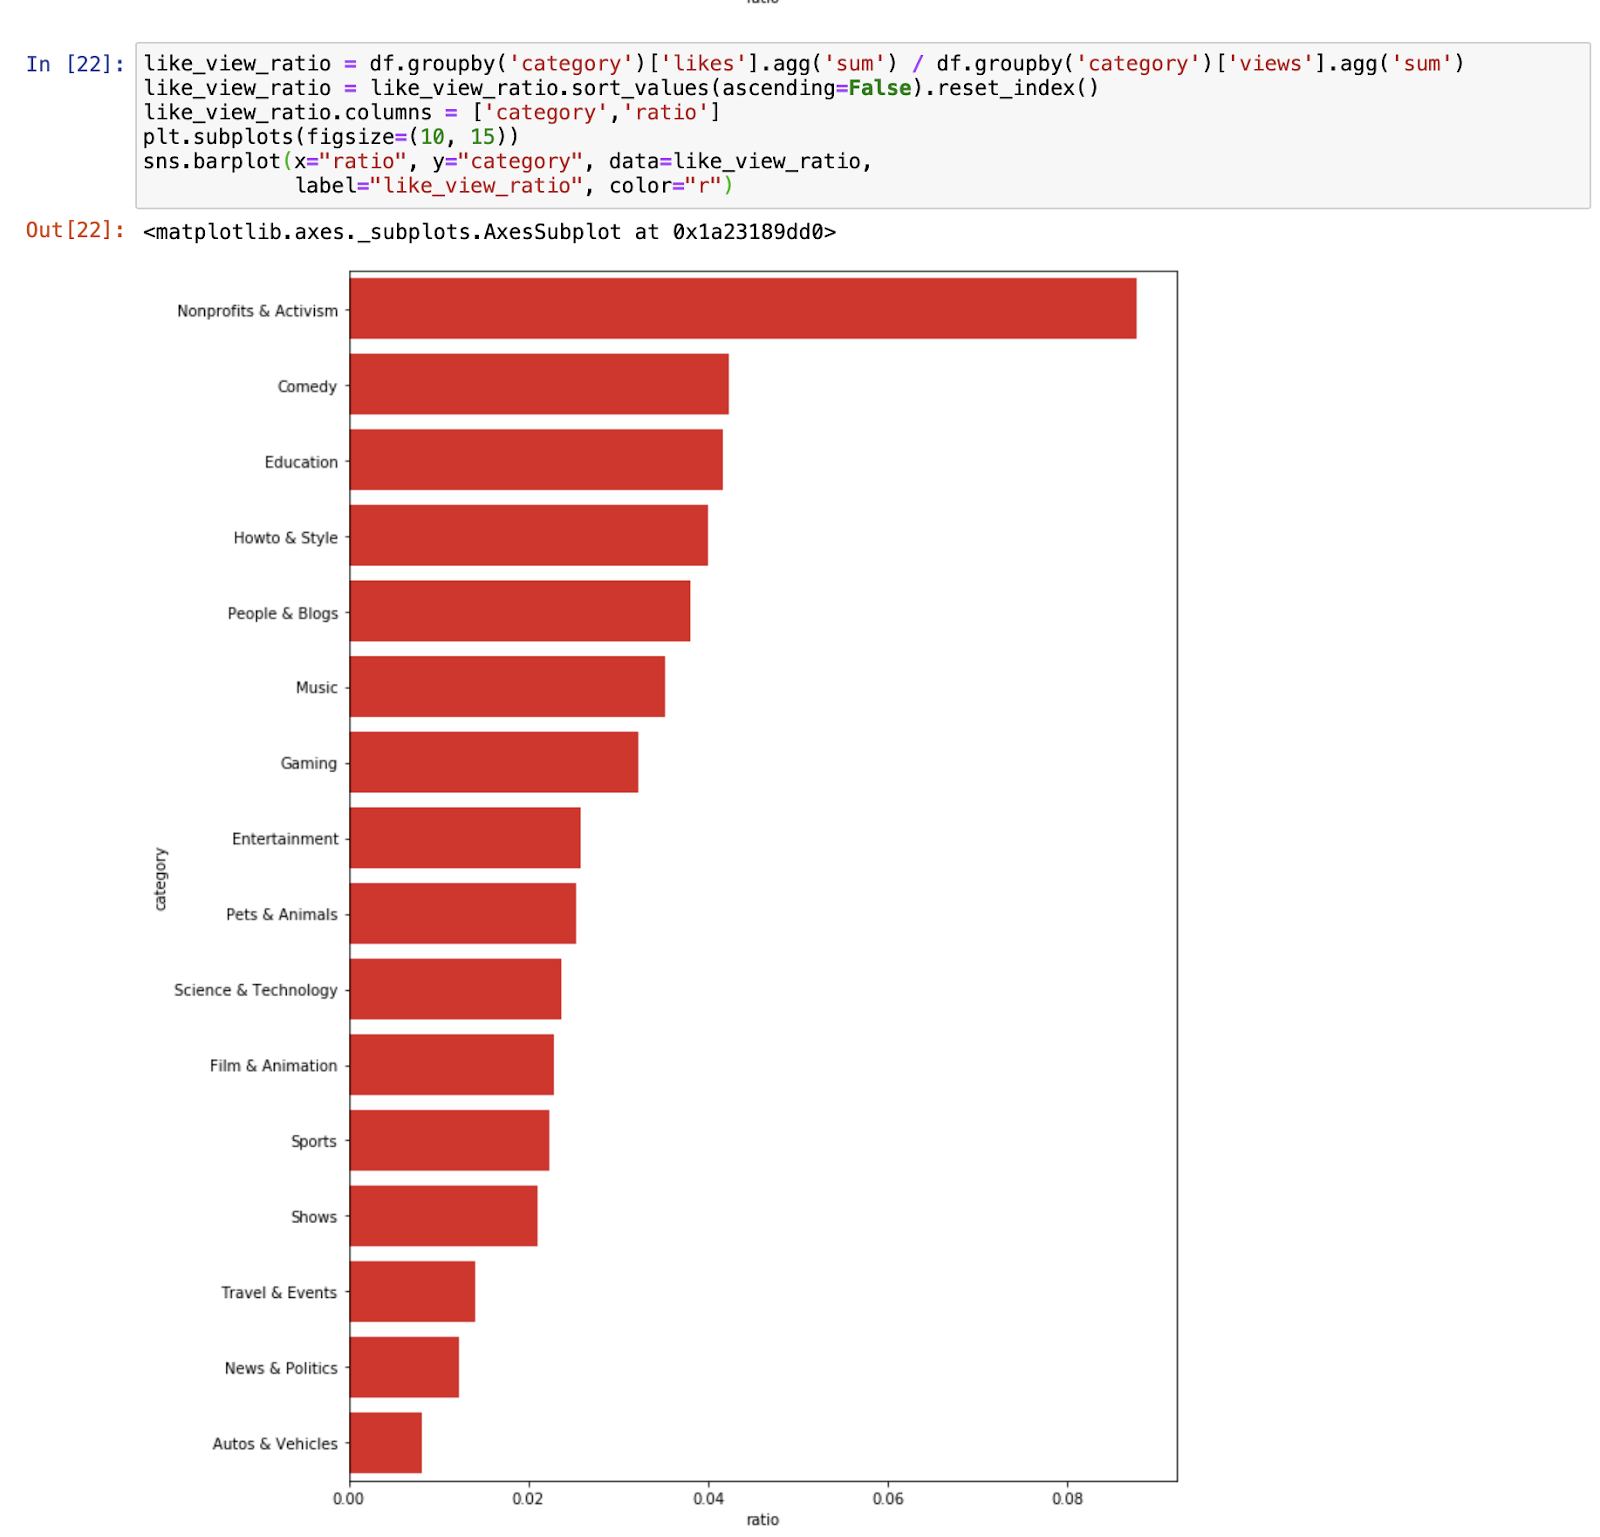 ratio
In [22]: like_view_ratio = df.groupby('category')['likes'].agg('sum') / df.groupby('category')['views'].agg('sum')
like_view_ratio = like_view_ratio.sort_values(ascending=False).reset_index()
like_view_ratio.columns = ['category','ratio']
plt.subplots(figsize=(10, 15))
sns.barplot(x="ratio", y="category", data=like_view_ratio,
            label="like_view_ratio", color="r")
Out[22]: <matplotlib.axes._subplots.AxesSubplot at 0x1a23189dd0>
Nonprofits & Activism
Comedy
Education
Howto & Style
People & Blogs
Music
Gaming
Entertainment
category
Pets & Animals
Science & Technology
Film & Animation
Sports
Shows
Travel & Events
News & Politics
Autos & Vehicles
0.00 0.02 0.04 0.06 0.08
ratio